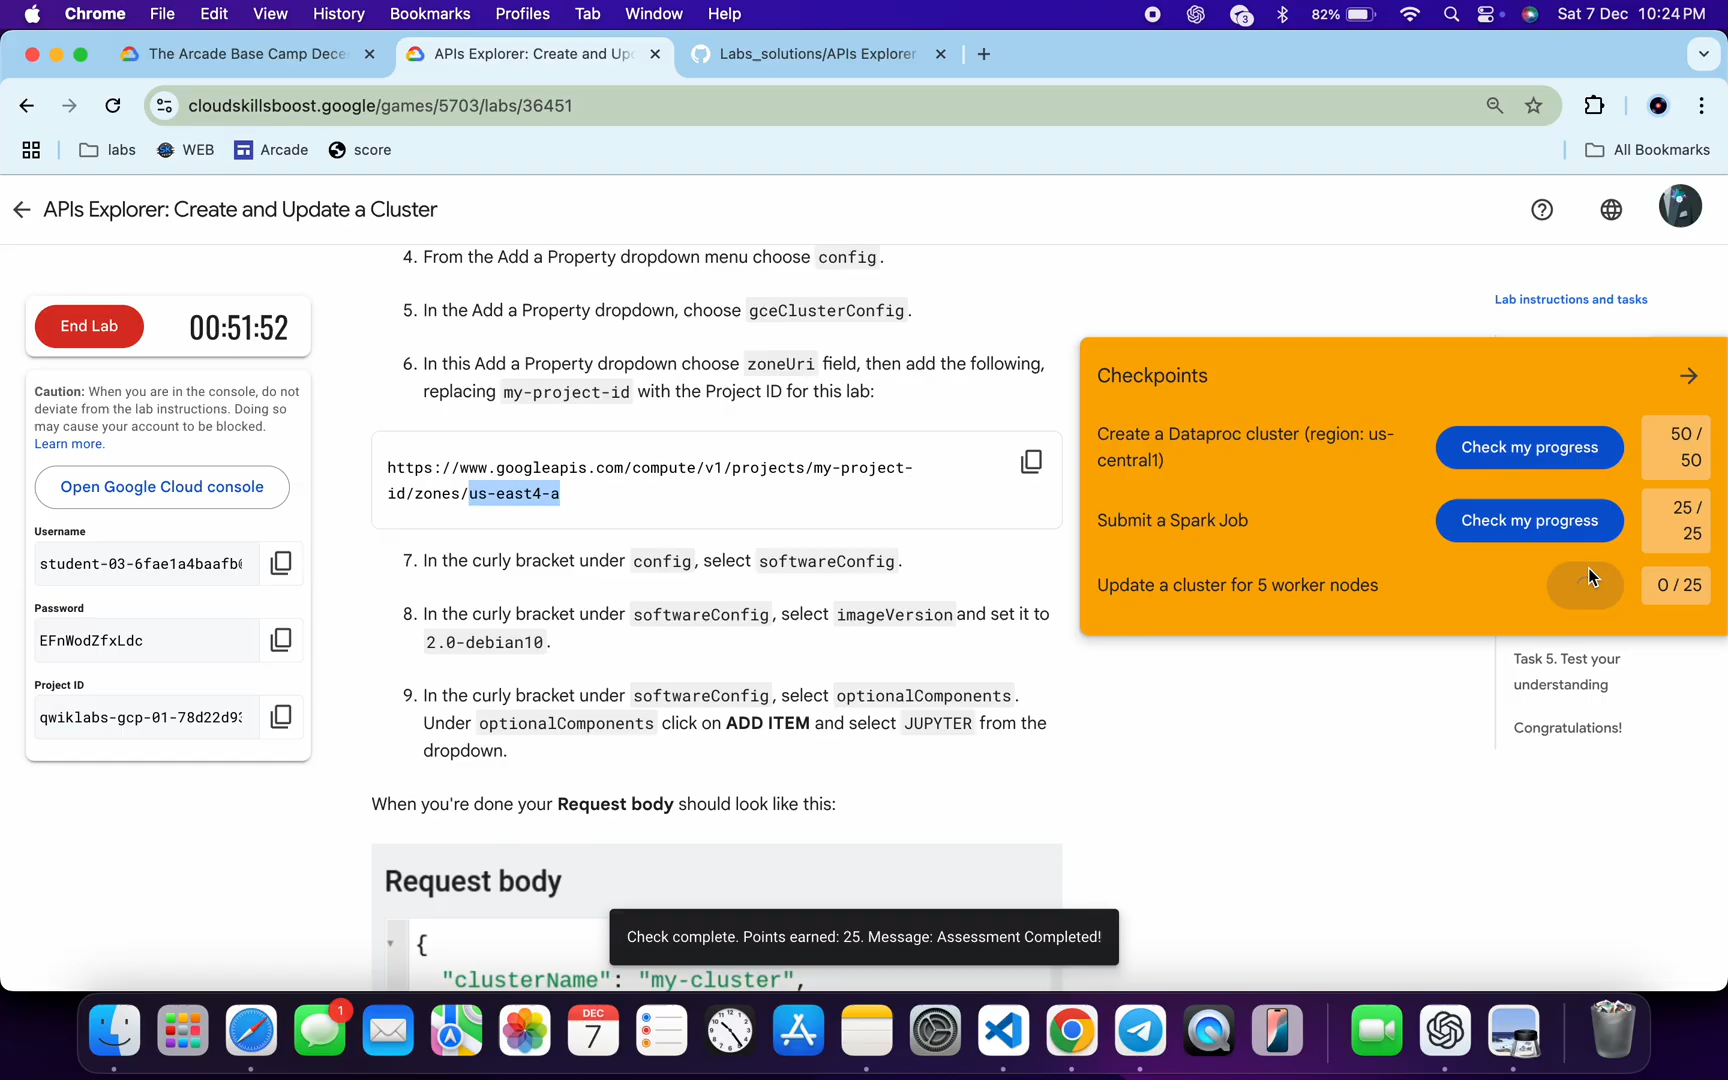 Chrome File Edit View History Bookmarks Profiles Tab Window Help 3 82% Sat 7 Dec 10:24 PM
The Arcade Base Camp Dece APIs Explorer: Create and Up Labs_solutions/APIs Explorer
cloudskillsboost.google/games/5703/labs/36451
labs WEB Arcade score All Bookmarks
APIs Explorer: Create and Update a Cluster
4. From the Add a Property dropdown menu choose config.
5. In the Add a Property dropdown, choose gceClusterConfig.
6. In this Add a Property dropdown choose zoneUri field, then add the following,
replacing my-project-id with the Project ID for this lab:
https://www.googleapis.com/compute/v1/projects/my-project-
id/zones/us-east4-a
7. In the curly bracket under config, select softwareConfig.
8. In the curly bracket under softwareConfig, select imageVersion and set it to
2.0-debian10.
9. In the curly bracket under softwareConfig, select optionalComponents.
Under optionalComponents click on ADD ITEM and select JUPYTER from the
dropdown.
When you're done your Request body should look like this:
Request body
{
"clusterName": "my-cluster",
End Lab 00:51:52
Caution: When you are in the console, do not
deviate from the lab instructions. Doing so
may cause your account to be blocked.
Learn more.
Open Google Cloud console
Username
student-03-6fae1a4baafb
Password
EFnWodZfxLdc
Project ID
qwiklabs-gcp-01-78d22d9
Lab instructions and tasks
Checkpoints
Create a Dataproc cluster (region: us-
central1)
Check my progress
50 /
50
Submit a Spark Job
Check my progress
25 /
25
Update a cluster for 5 worker nodes
0 / 25
Task 5. Test your
understanding
Congratulations!
Check complete. Points earned: 25. Message: Assessment Completed!
1
DEC
7